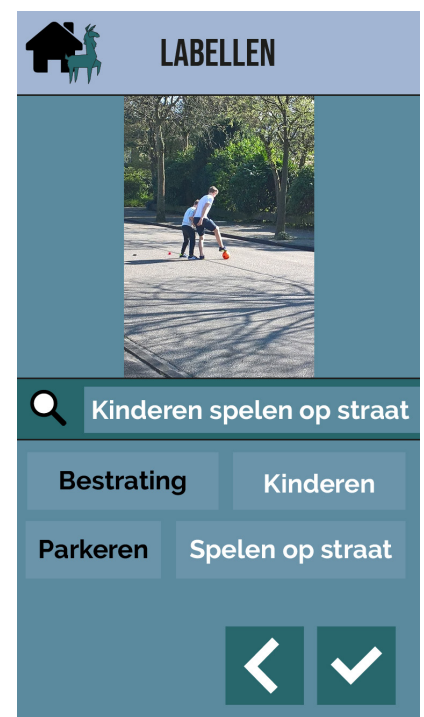 LABELLEN
Kinderen spelen op straat
Bestrating
Kinderen
Parkeren
Spelen op straat